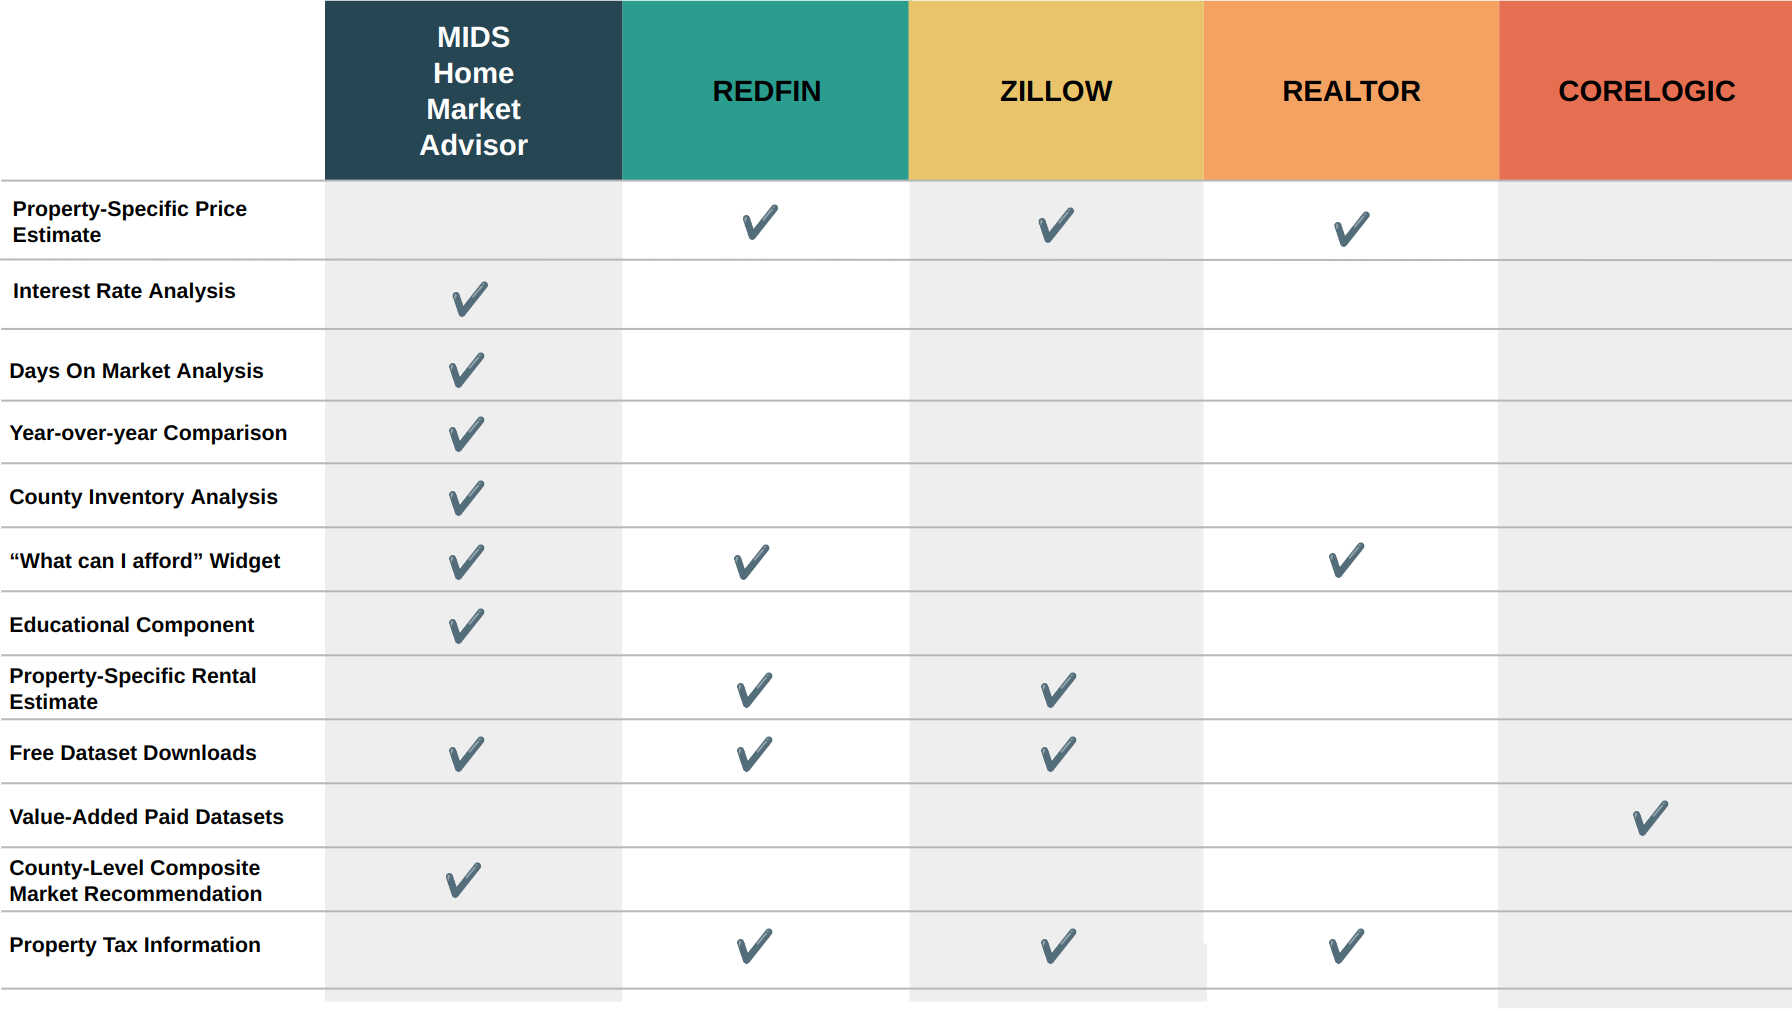 MIDS
Home
Market
Advisor
REDFIN
ZILLOW
REALTOR
CORELOGIC
Property-Specific Price
Estimate
Interest Rate Analysis
Days On Market Analysis
Year-over-year Comparison
County Inventory Analysis
“What can I afford” Widget
Educational Component
Property-Specific Rental
Estimate
Free Dataset Downloads
Value-Added Paid Datasets
County-Level Composite
Market Recommendation
Property Tax Information